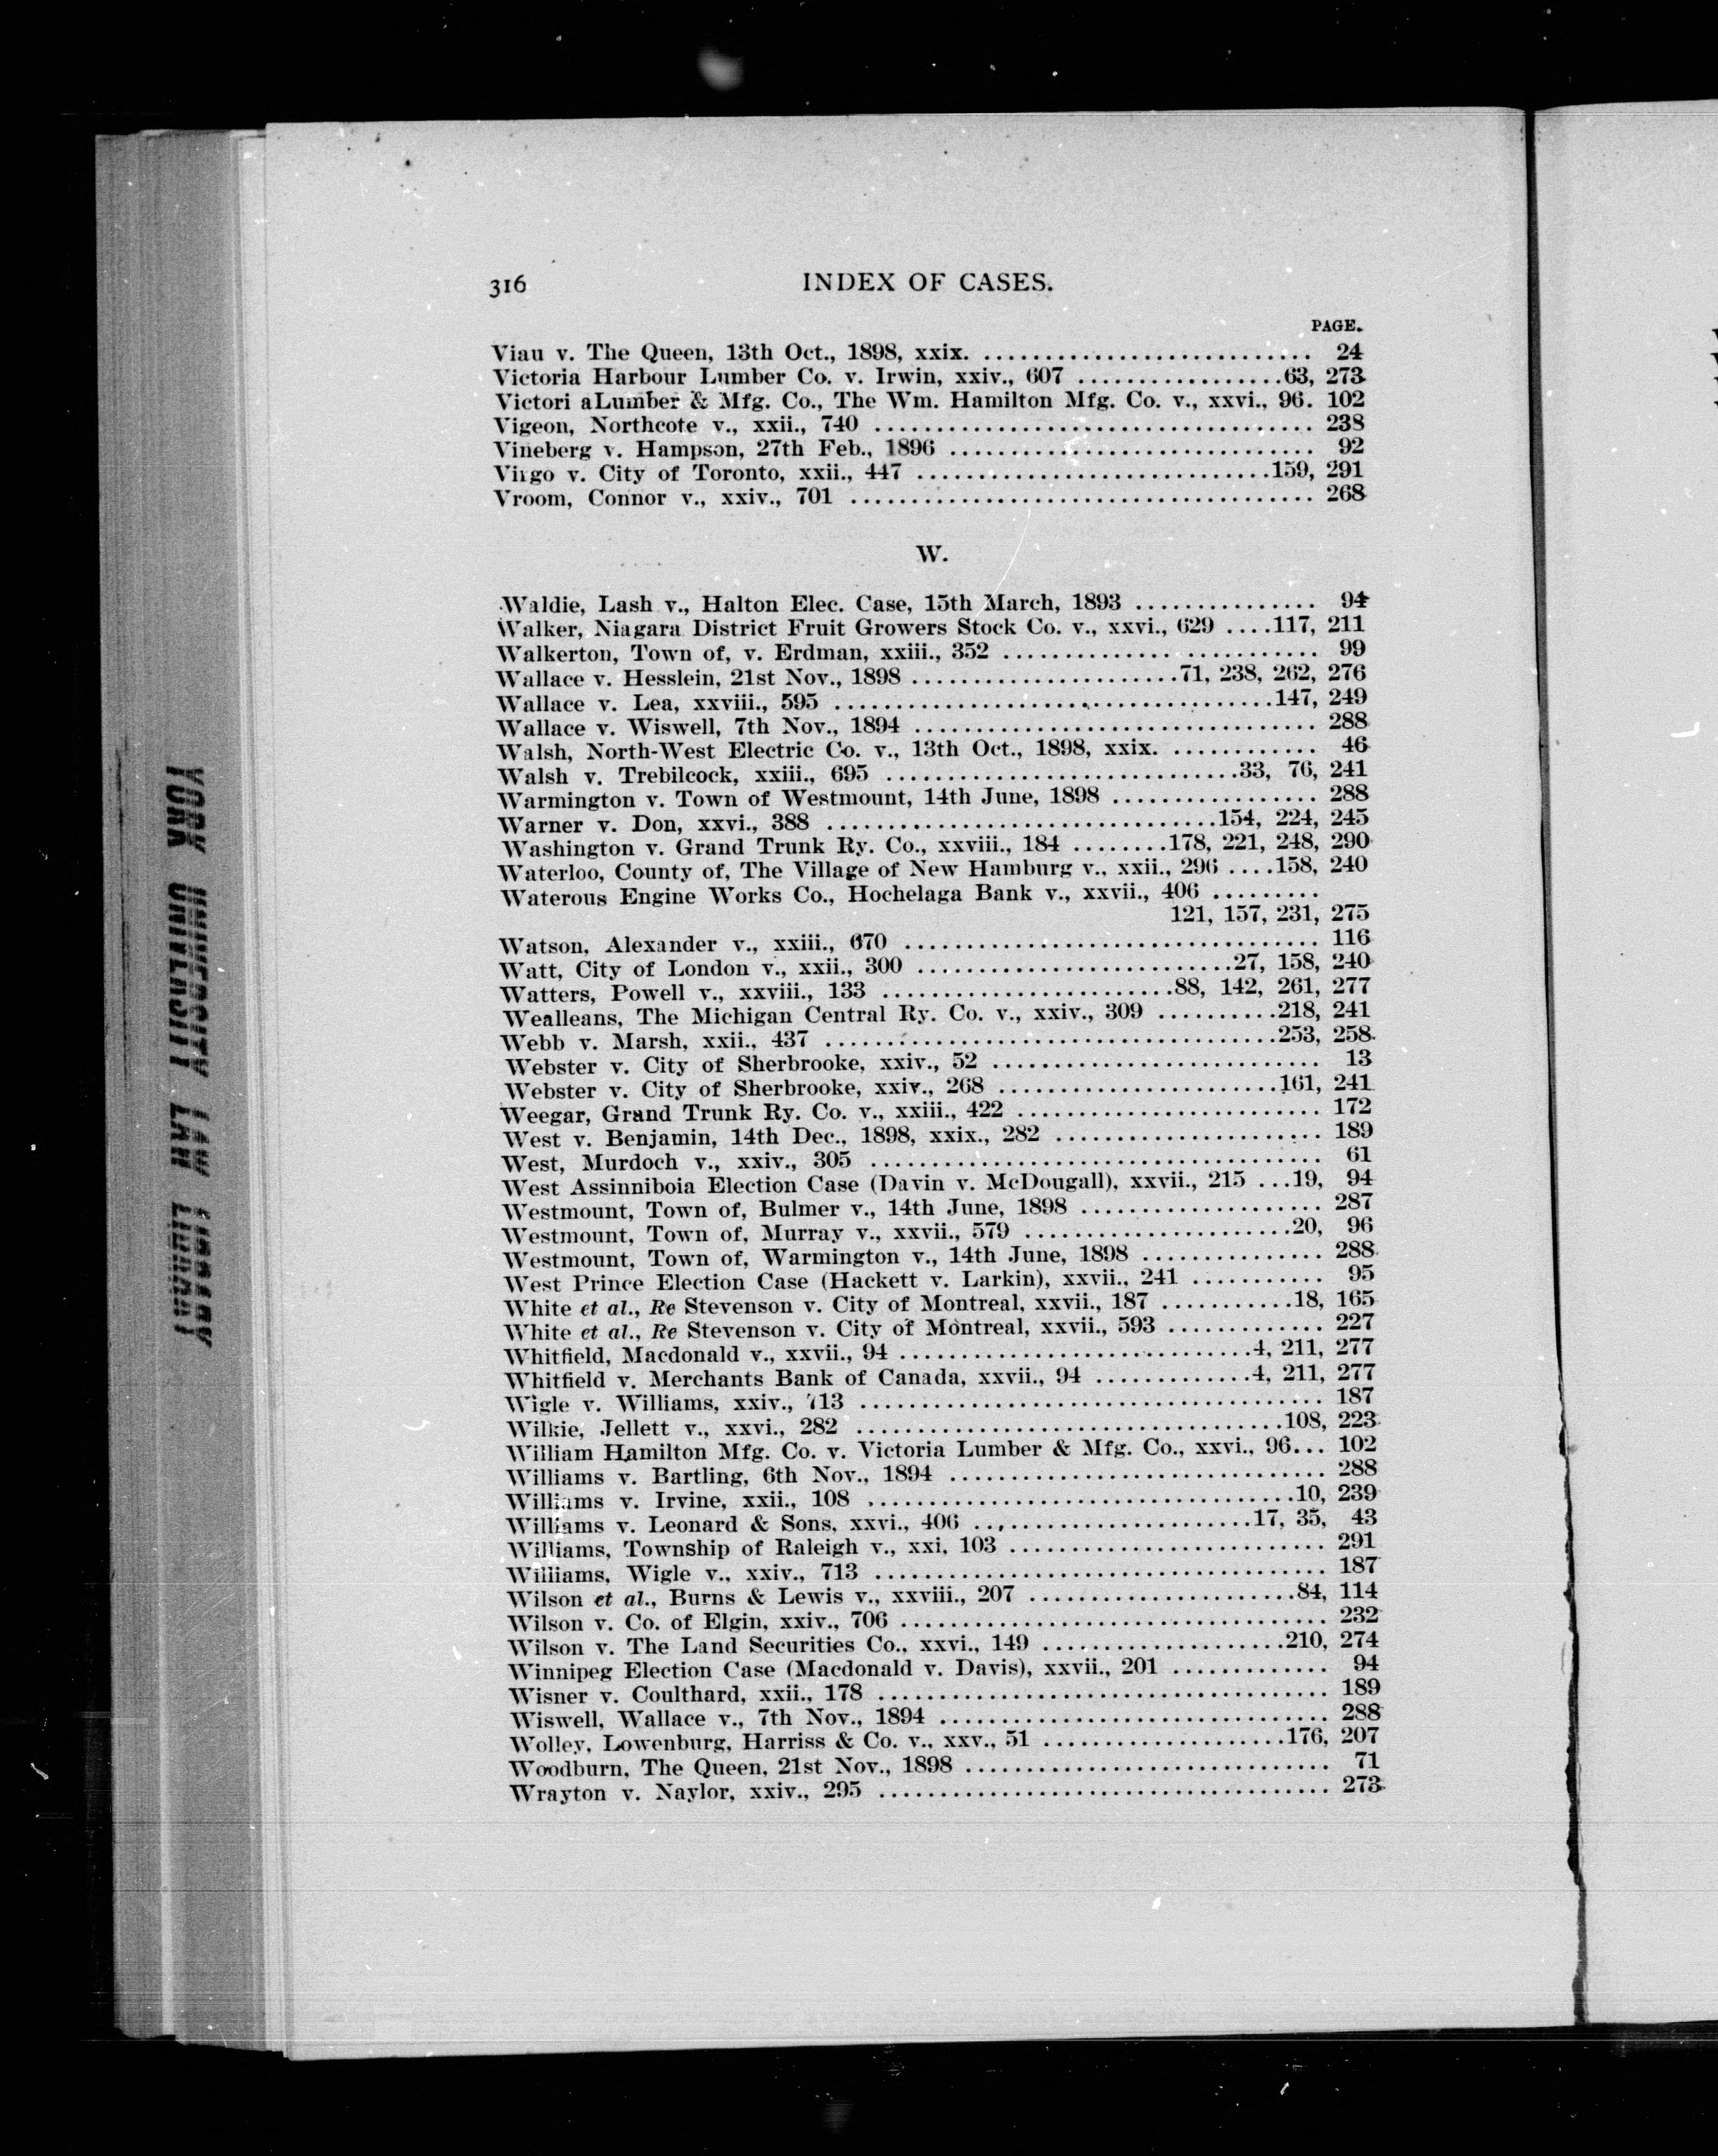 316 INDEX OF CASES.
PAGE.
Viau v. The Queen, 13th Oct., 1898, xxix. ........................... 24
Victoria Harbour Lumber Co. v. Irwin, xxiv., 607 .................63, 273
Victori aLumber & Mfg. Co., The Wm. Hamilton Mfg. Co. v., xxvi., 96. 102
Vigeon, Northcote v., xxii., 740 .................................... 238
Vineberg v. Hampson, 27th Feb., 1896 .............................. 92
Virgo v. City of Toronto, xxii., 447 .............................159, 291
Vroom, Connor v., xxiv., 701 ...................................... 268
W.
Waldie, Lash v., Halton Elec. Case, 15th March, 1893 ............... 94
Walker, Niagara District Fruit Growers Stock Co. v., xxvi., 629 ....117, 211
Walkerton, Town of, v. Erdman, xxiii., 352 .......................... 99
Wallace v. Hesslein, 21st Nov., 1898 ......................71, 238, 262, 276
Wallace v. Lea, xxviii., 595 ....................................147, 249
Wallace v. Wiswell, 7th Nov., 1894 ................................. 288
Walsh, North-West Electric Co. v., 13th Oct., 1898, xxix. ............ 46
Walsh v. Trebilcock, xxiii., 695 .............................33, 76, 241
Warmington v. Town of Westmount, 14th June, 1898 ................. 288
Warner v. Don, xxvi., 388 ................................154, 224, 245
Washington v. Grand Trunk Ry. Co., xxviii., 184 ........178, 221, 248, 290
Waterloo, County of, The Village of New Hamburg v., xxii., 296 ....158, 240
Waterous Engine Works Co., Hochelaga Bank v., xxvii., 406 .........
121, 157, 231, 275
Watson, Alexander v., xxiii., 670 .................................. 116
Watt, City of London v., xxii., 300 ..........................27, 158, 240
Watters, Powell v., xxviii., 133 ........................88, 142, 261, 277
Wealleans, The Michigan Central Ry. Co. v., xxiv., 309 ..........218, 241
Webb v. Marsh, xxii., 437 .....................................253, 258
Webster v. City of Sherbrooke, xxiv., 52 ........................... 13
Webster v. City of Sherbrooke, xxiv., 268 .......................161, 241
Weegar, Grand Trunk Ry. Co. v., xxiii., 422 ......................... 172
West v. Benjamin, 14th Dec., 1898, xxix., 282 ...................... 189
West, Murdoch v., xxiv., 305 ..................................... 61
West Assinniboia Election Case (Davin v. McDougall), xxvii., 215 ...19, 94
Westmount, Town of, Bulmer v., 14th June, 1898 .................... 287
Westmount, Town of, Murray v., xxvii., 579 ......................20, 96
Westmount, Town of, Warmington v., 14th June, 1898 ............... 288
West Prince Election Case (Hackett v. Larkin), xxvii., 241 ........... 95
White et al., Re Stevenson v. City of Montreal, xxvii., 187 ...........18, 165
White et al., Re Stevenson v. City of Montreal, xxvii., 593 ............. 227
Whitfield, Macdonald v., xxvii., 94 .............................4, 211, 277
Whitfield v. Merchants Bank of Canada, xxvii., 94 .............4, 211, 277
Wigle v. Williams, xxiv., 713 ...................................... 187
Wilkie, Jellett v., xxvi., 282 ...................................108, 223
William Hamilton Mfg. Co. v. Victoria Lumber & Mfg. Co., xxvi., 96... 102
Williams v. Bartling, 6th Nov., 1894 ............................... 288
Williams v. Irvine, xxii., 108 ...................................10, 239
Williams v. Leonard & Sons, xxvi., 406 .......................17, 35, 43
Williams, Township of Raleigh v., xxi, 103 .......................... 291
Williams, Wigle v., xxiv., 713 ..................................... 187
Wilson et al., Burns & Lewis v., xxviii., 207 ......................84, 114
Wilson v. Co. of Elgin, xxiv., 706 ................................... 232
Wilson v. The Land Securities Co., xxvi., 149 ....................210, 274
Winnipeg Election Case (Macdonald v. Davis), xxvii., 201 ............. 94
Wisner v. Coulthard, xxii., 178 ..................................... 189
Wiswell, Wallace v., 7th Nov., 1894 ................................ 288
Wolley, Lowenburg, Harriss & Co. v., xxv., 51 ....................176, 207
Woodburn, The Queen, 21st Nov., 1898 .............................. 71
Wrayton v. Naylor, xxiv., 295 ..................................... 273
YORK UNIVERSITY LAW LIBRARY